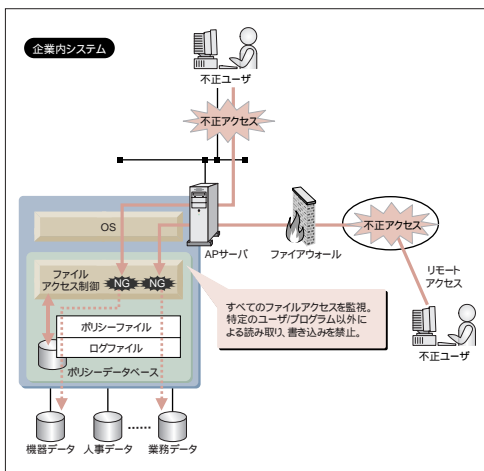 企業内システム
不正ユーザ
不正アクセス
OS
APサーバ
ファイアウォール
不正アクセス
リモート
アクセス
不正ユーザ
ファイル
アクセス制御
NG
NG
すべてのファイルアクセスを監視。
特定のユーザ/プログラム以外に
よる読み取り、書き込みを禁止。
ポリシーファイル
ログファイル
ポリシーデータベース
機器データ
人事データ
……
業務データ